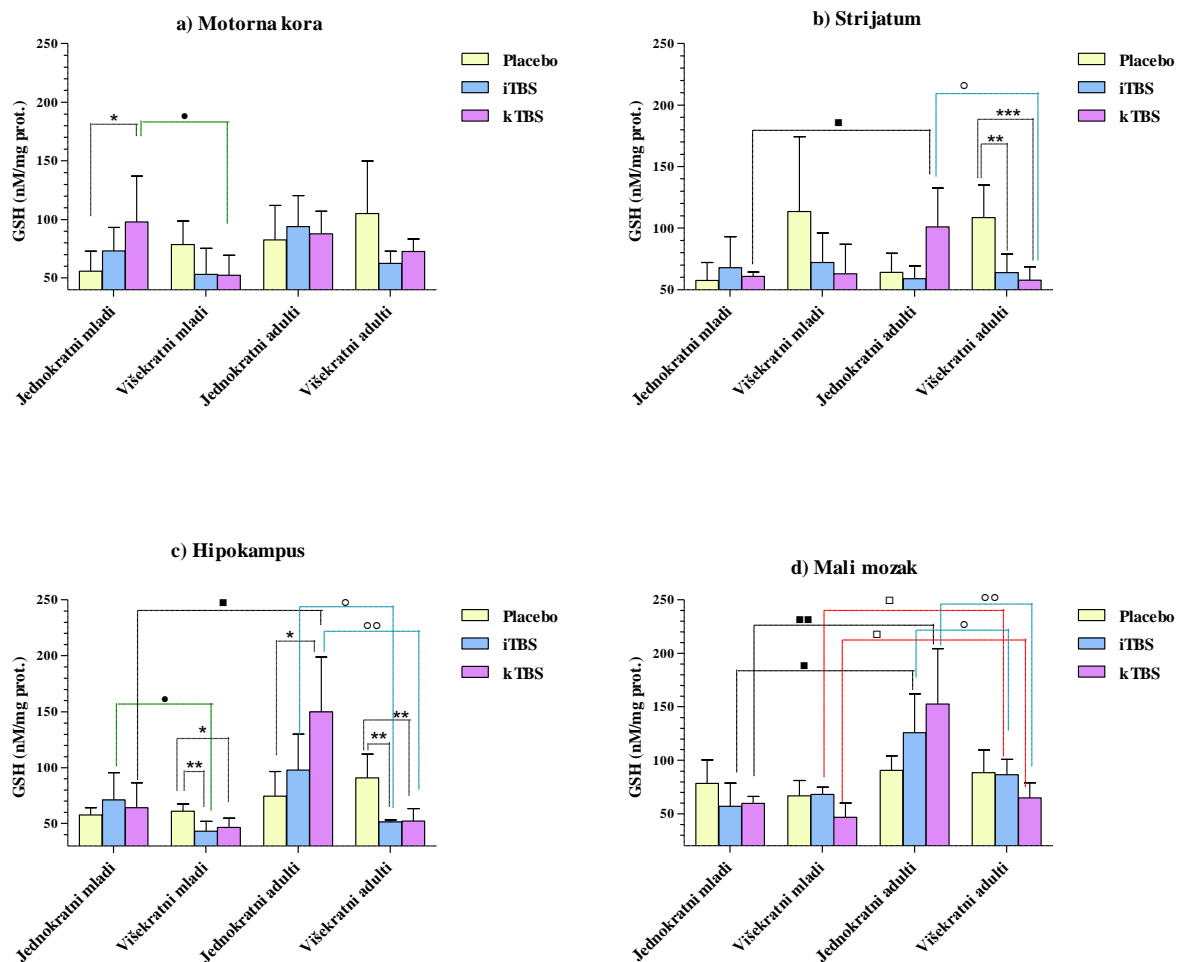 a) Motorna kora
GSH (nM/mg prot.)
250
200
150
100
50
*
●
Jednokratni mladi
Višekratni mladi
Jednokratni adulti
Višekratni adulti
Placebo
iTBS
kTBS
b) Strijatum
GSH (nM/mg prot.)
250
200
150
100
50
■
○
***
**
Jednokratni mladi
Višekratni mladi
Jednokratni adulti
Višekratni adulti
Placebo
iTBS
kTBS
c) Hipokampus
GSH (nM/mg prot.)
250
200
150
100
50
■
○
○○
*
●
*
**
**
**
Jednokratni mladi
Višekratni mladi
Jednokratni adulti
Višekratni adulti
Placebo
iTBS
kTBS
d) Mali mozak
GSH (nM/mg prot.)
250
200
150
100
50
□
○○
■■
□
○
■
Jednokratni mladi
Višekratni mladi
Jednokratni adulti
Višekratni adulti
Placebo
iTBS
kTBS